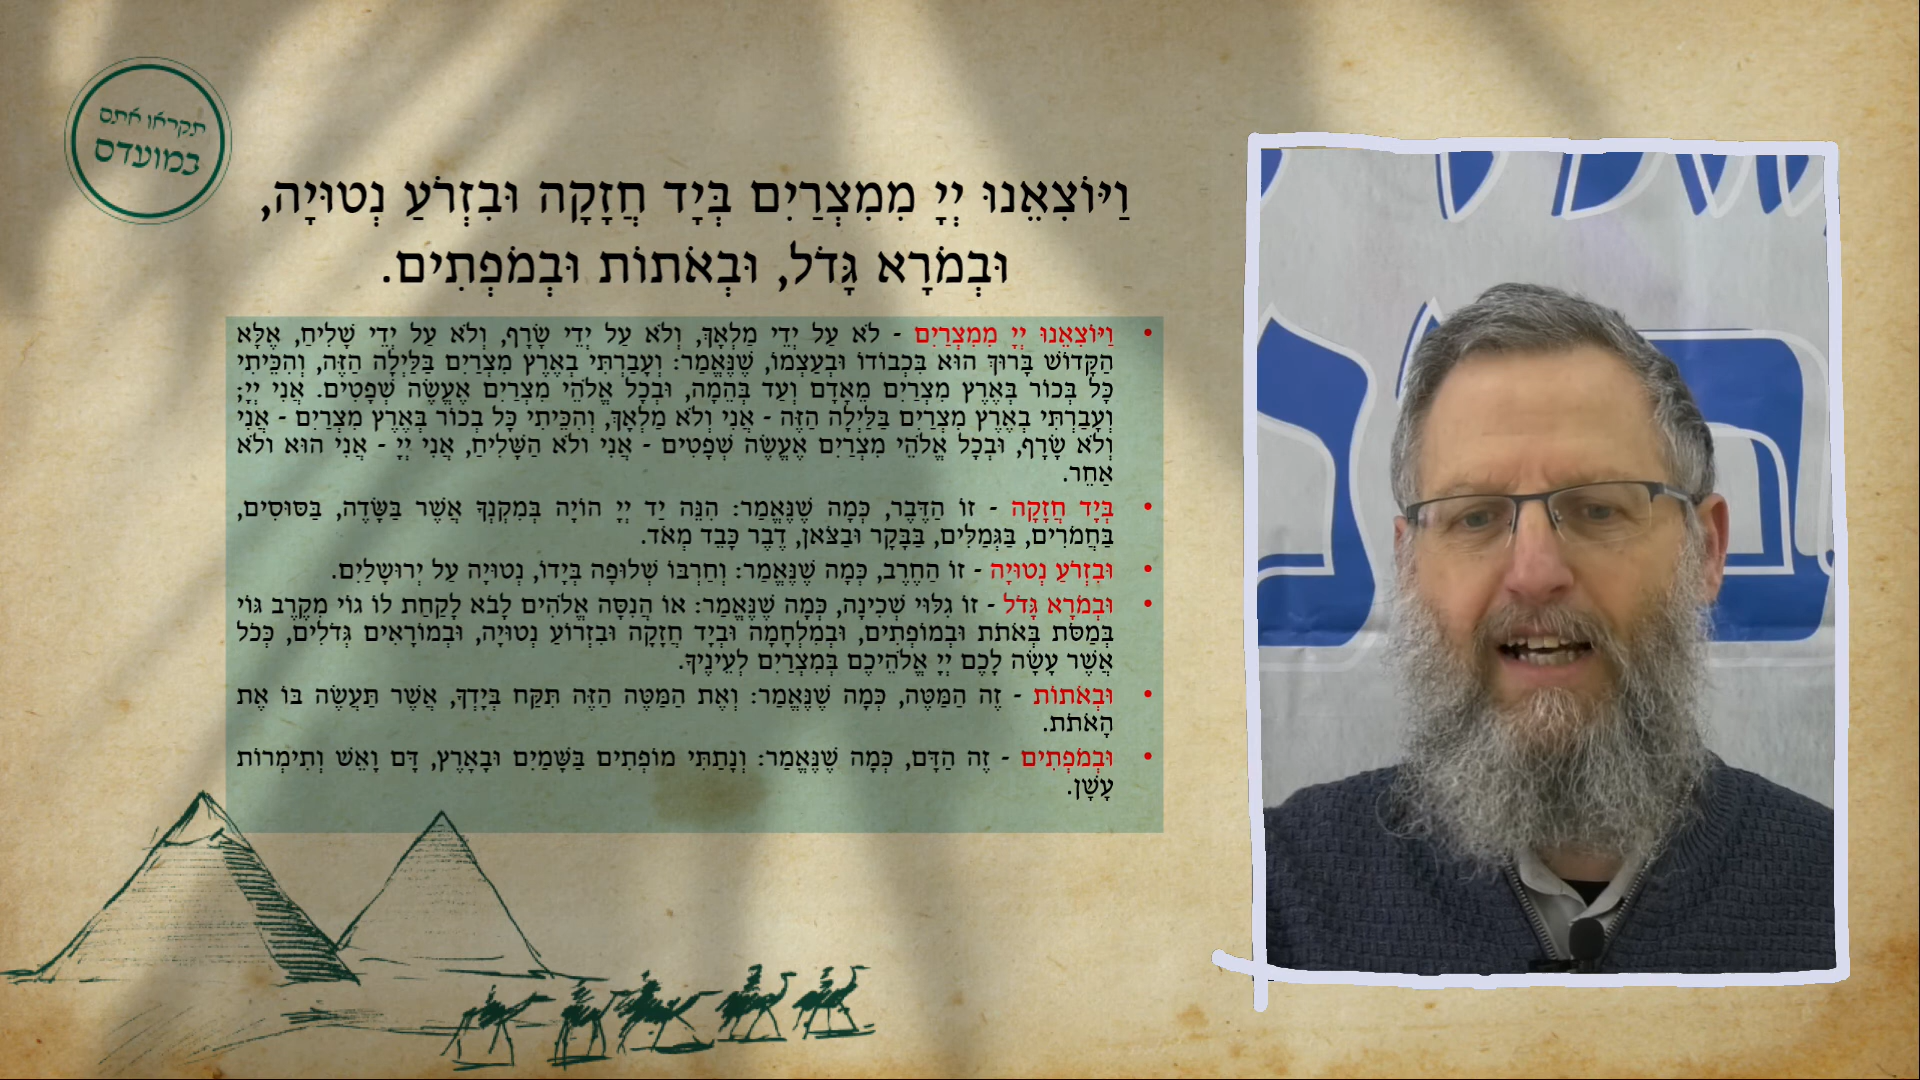 תקראו אתם
במועדם
וַיּוֹצִאֵנוּ יְיָ מִמִצְרַיִם בְּיָד חֲזָקָה וּבִזְרֹעַ נְטוּיָה,
וּבְמֹרָא גָּדֹל, וּבְאֹתוֹת וּבְמֹפְתִים.
• וַיּוֹצִאֵנוּ יְיָ מִמִצְרַיִם - לֹא עַל יְדֵי מַלְאָךְ, וְלֹא עַל יְדֵי שָׂרָף, וְלֹא עַל יְדֵי שָׁלִיחַ, אֶלָּא
הַקָּדוֹשׁ בָּרוּךְ הוּא בִּכְבוֹדוֹ וּבְעַצְמוֹ, שֶׁנֶּאֱמַר: וְעָבַרְתִּי בְאֶרֶץ מִצְרַיִם בַּלַּיְלָה הַזֶּה, וְהִכֵּיתִי
כָּל בְּכוֹר בְּאֶרֶץ מִצְרַיִם מֵאָדָם וְעַד בְּהֵמָה, וּבְכָל אֱלֹהֵי מִצְרַיִם אֶעֱשֶׂה שְׁפָטִים. אֲנִי יְיָ;
וְעָבַרְתִּי בְאֶרֶץ מִצְרַיִם בַּלַּיְלָה הַזֶּה - אֲנִי וְלֹא מַלְאָךְ, וְהִכֵּיתִי כָּל בְכוֹר בְּאֶרֶץ מִצְרַיִם - אֲנִי
וְלֹא שָׂרָף, וּבְכָל אֱלֹהֵי מִצְרַיִם אֶעֱשֶׂה שְׁפָטִים - אֲנִי ולֹא הַשָּׁלִיחַ, אֲנִי יְיָ - אֲנִי הוּא ולֹא
אַחֵר.
• בְּיָד חֲזָקָה - זוֹ הַדֶּבֶר, כְּמָה שֶׁנֶּאֱמַר: הִנֵּה יַד יְיָ הוֹיָה בְּמִקְנְךָ אֲשֶׁר בַּשָּׂדֶה, בַּסּוּסִים,
בַּחֲמֹרִים, בַּגְּמַלִּים, בַּבָּקָר וּבַצֹּאן, דֶּבֶר כָּבֵד מְאֹד.
• וּבִזְרֹעַ נְטוּיָה - זוֹ הַחֶרֶב, כְּמָה שֶׁנֶּאֱמַר: וְחַרְבּוֹ שְׁלוּפָה בְּיָדוֹ, נְטוּיָה עַל יְרוּשָׁלַיִם.
• וּבְמֹרָא גָּדֹל - זוֹ גִּלּוּי שְׁכִינָה, כְּמָה שֶׁנֶּאֱמַר: אוֹ הֲנִסָּה אֱלֹהִים לָבֹא לָקַחַת לוֹ גוֹי מִקֶּרֶב גּוֹי
בְּמַסֹּת בְּאֹתֹת וּבְמוֹפְתִים, וּבְמִלְחָמָה וּבְיָד חֲזָקָה וּבִזְרוֹעַ נְטוּיָה, וּבְמוֹרָאִים גְּדֹלִים, כְּכֹל
אֲשֶׁר עָשָׂה לָכֶם יְיָ אֱלֹהֵיכֶם בְּמִצְרַיִם לְעֵינֶיךָ.
• וּבְאֹתוֹת - זֶה הַמַּטֶּה, כְּמָה שֶׁנֶּאֱמַר: וְאֶת הַמַּטֶּה הַזֶּה תִּקַּח בְּיָדְךָ, אֲשֶׁר תַּעֲשֶׂה בּוֹ אֶת
הָאֹתֹת.
• וּבְמֹפְתִים - זֶה הַדָּם, כְּמָה שֶׁנֶּאֱמַר: וְנָתַתִּי מוֹפְתִים בַּשָּׁמַיִם וּבָאָרֶץ, דָּם וָאֵשׁ וְתִימְרוֹת
עָשָׁן.